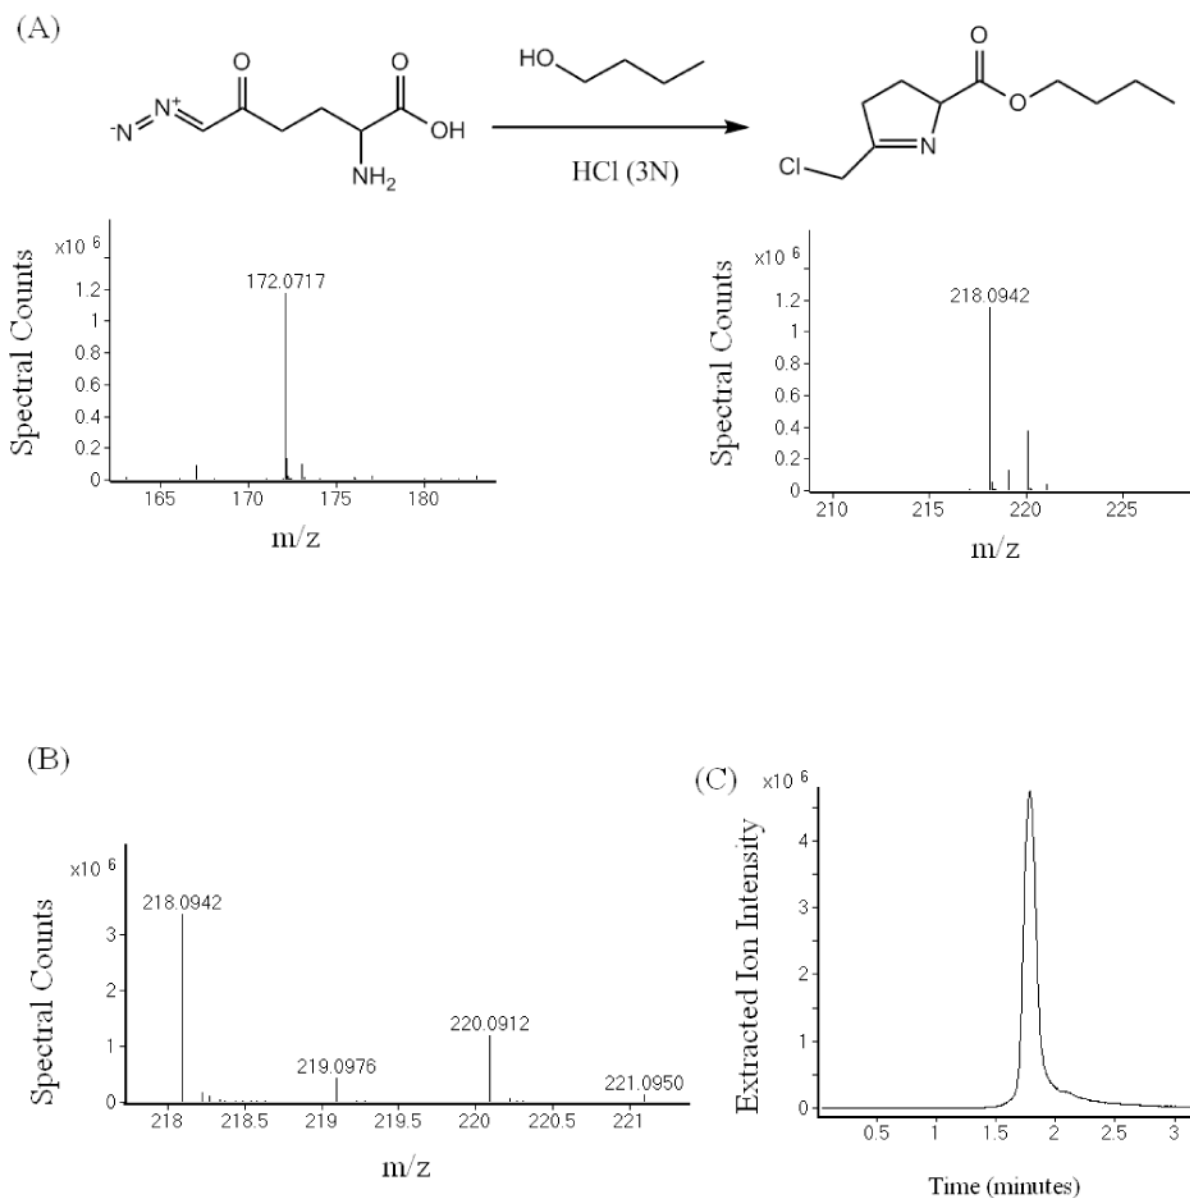 (A)
O
O
HO
O
-N
N+
OH
NH2
HCl (3N)
O
N
Cl
x10 6
172.0717
1.2
1
0.8
0.6
0.4
0.2
0
165 170 175 180
Spectral Counts
m/z
x10 6
218.0942
1.2
1
0.8
0.6
0.4
0.2
0
210 215 220 225
Spectral Counts
m/z
(B)
x10 6
218.0942
3
220.0912
2
1
219.0976
221.0950
0
218 218.5 219 219.5 220 220.5 221
Spectral Counts
m/z
(C)
x10 6
4
3
2
1
0
0.5 1 1.5 2 2.5 3
Extracted Ion Intensity
Time (minutes)